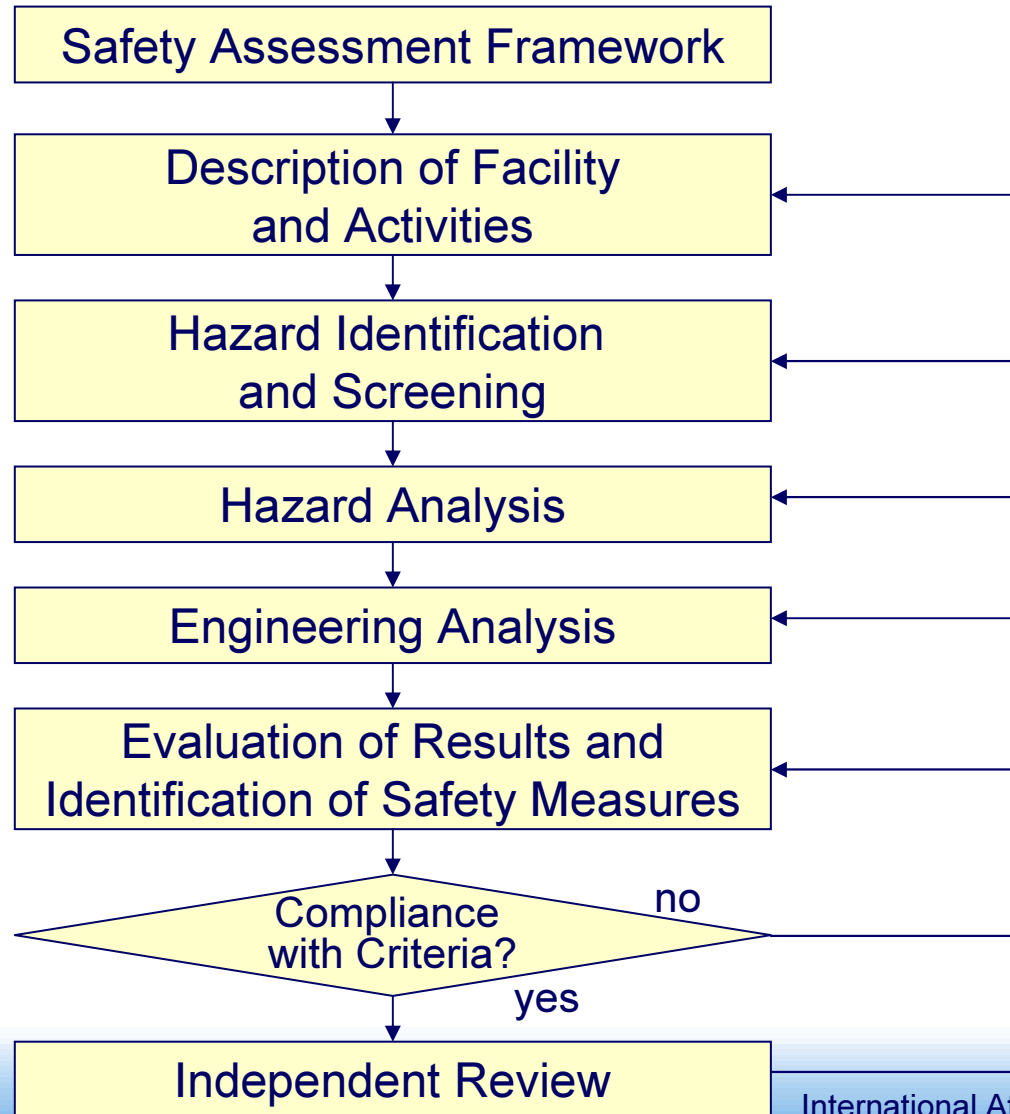 Safety Assessment Framework
Description of Facility
and Activities
Hazard Identification
and Screening
Hazard Analysis
Engineering Analysis
Evaluation of Results and
Identification of Safety Measures
Compliance
with Criteria?
no
yes
Independent Review
International